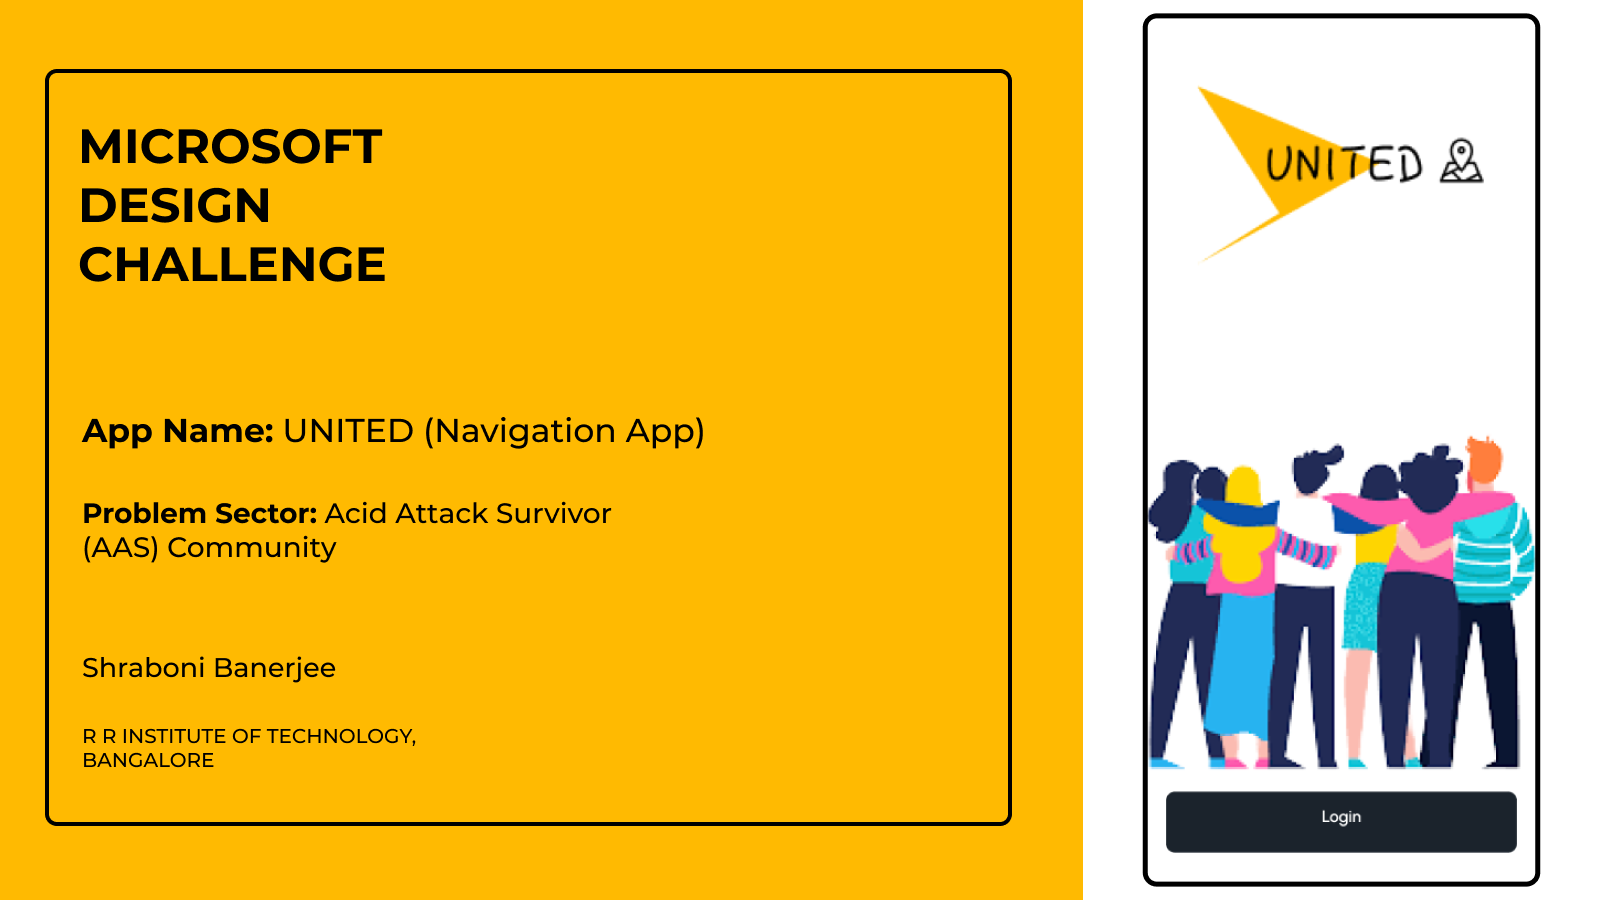 MICROSOFT
DESIGN
CHALLENGE
App Name: UNITED (Navigation App)
Problem Sector: Acid Attack Survivor
(AAS) Community
Shraboni Banerjee
R R INSTITUTE OF TECHNOLOGY,
BANGALORE
UNITED
Login